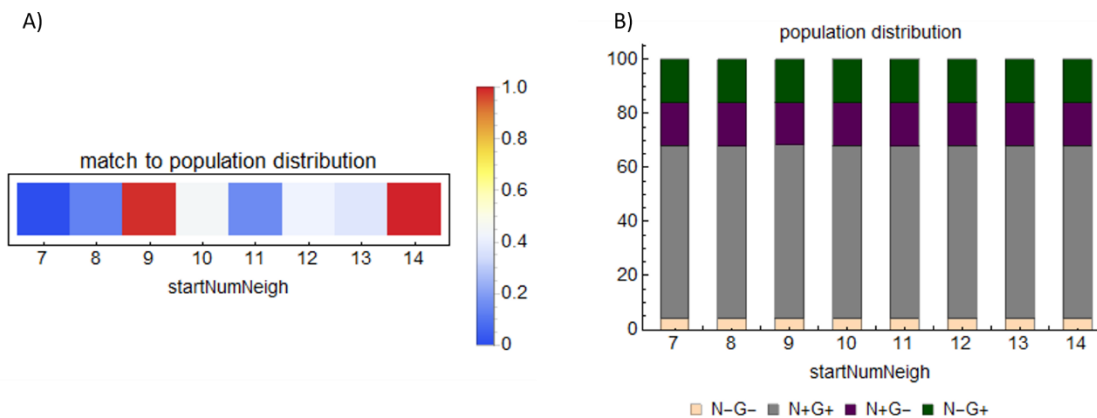 A)
match to population distribution
7 8 9 10 11 12 13 14
startNumNeigh
1.0
0.8
0.6
0.4
0.2
0
B)
population distribution
100
80
60
40
20
0
7 8 9 10 11 12 13 14
startNumNeigh
N−G− N+G+ N+G− N−G+